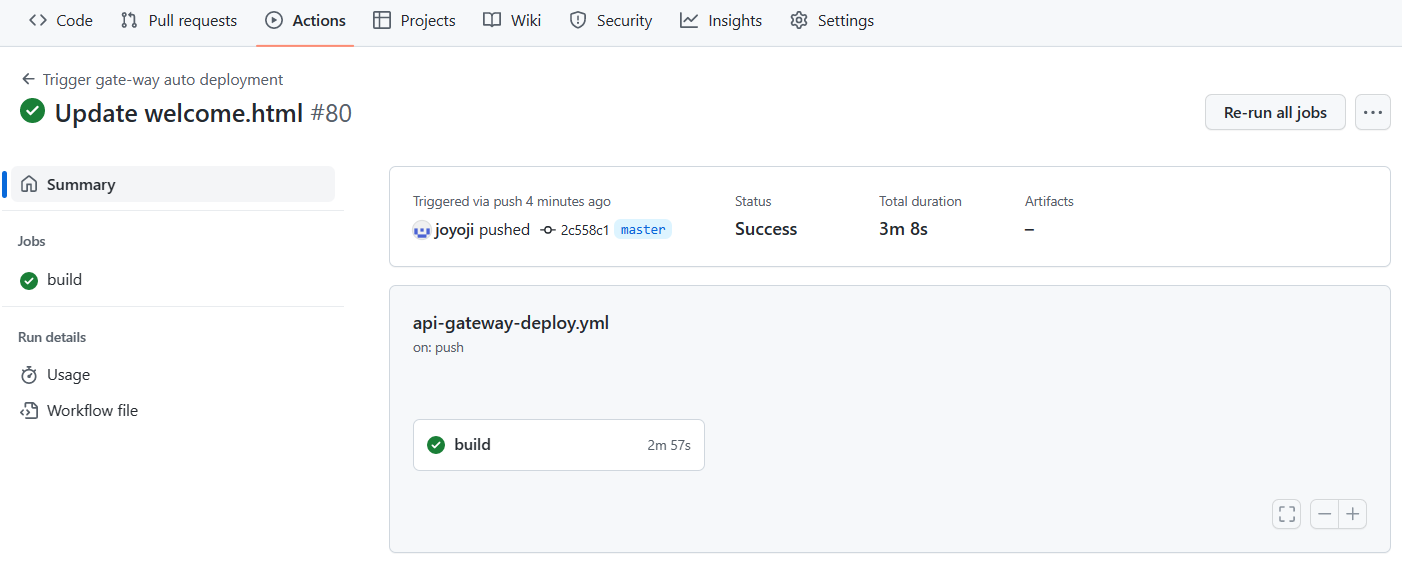 Code Pull requests Actions Projects Wiki Security Insights Settings
Trigger gate-way auto deployment
Update welcome.html #80
Re-run all jobs
Summary
Jobs
build
Run details
Usage
Workflow file
Triggered via push 4 minutes ago
joyoji pushed 2c558c1 master
Status
Success
Total duration
3m 8s
Artifacts
–
api-gateway-deploy.yml
on: push
build 2m 57s